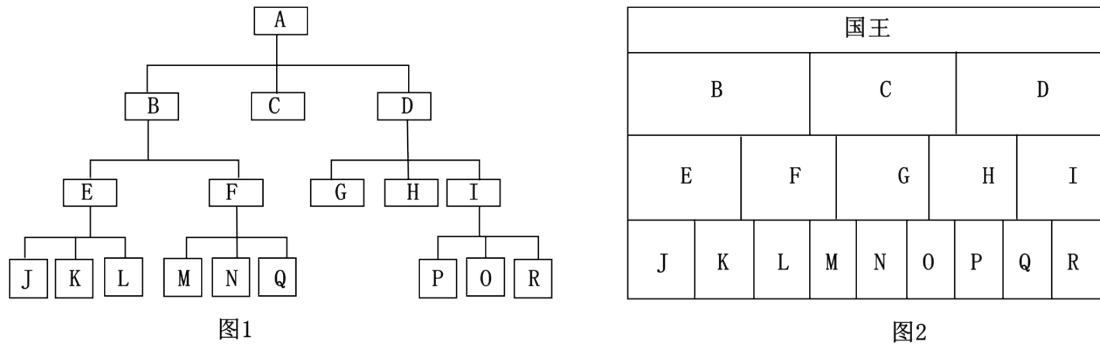 A
B C D
E F G H I
J K L M N Q P O R
图1
国王
B C D
E F G H I
J K L M N O P Q R
图2